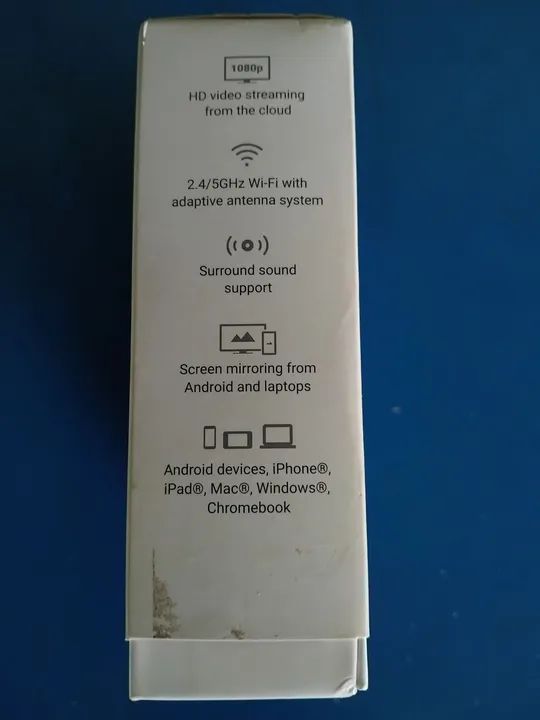 1080p
HD video streaming
from the cloud
2.4/5GHz Wi-Fi with
adaptive antenna system
Surround sound
support
Screen mirroring from
Android and laptops
Android devices, iPhone®,
iPad®, Mac®, Windows®,
Chromebook